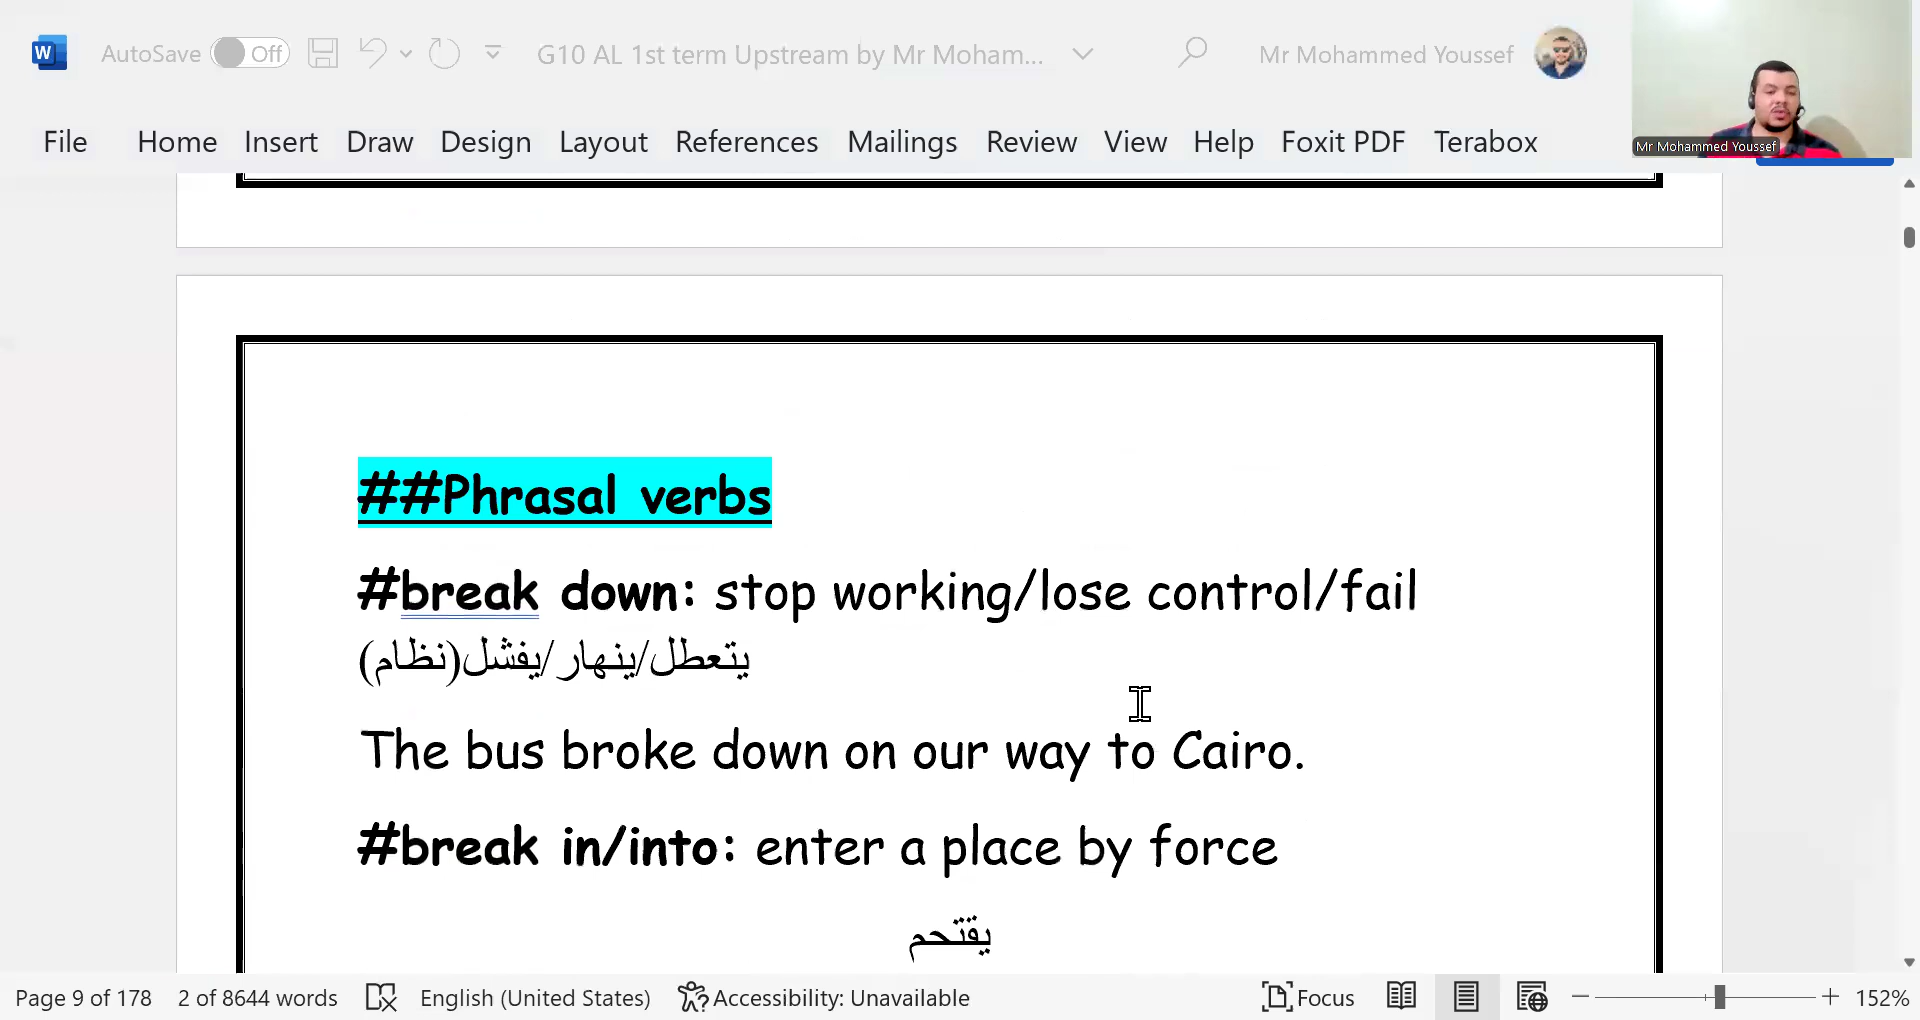 AutoSave Off G10 AL 1st term Upstream by Mr Moham... Mr Mohammed Youssef
File Home Insert Draw Design Layout References Mailings Review View Help Foxit PDF Terabox
Mr Mohammed Youssef
##Phrasal verbs
#break down: stop working/lose control/fail
يتعطل/ينهار/يفشل(نظام)
The bus broke down on our way to Cairo.
#break in/into: enter a place by force
يقتحم
Page 9 of 178 2 of 8644 words English (United States) Accessibility: Unavailable Focus 152%